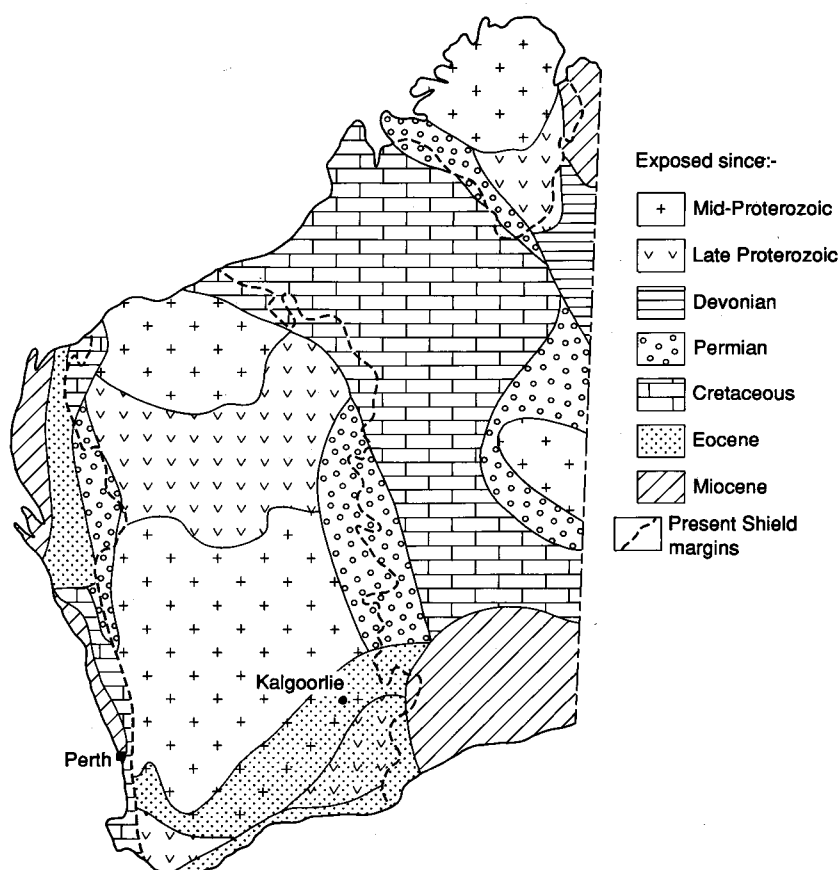 Exposed since:-
Mid-Proterozoic
Late Proterozoic
Devonian
Permian
Cretaceous
Eocene
Miocene
Present Shield
margins
Kalgoorlie
Perth